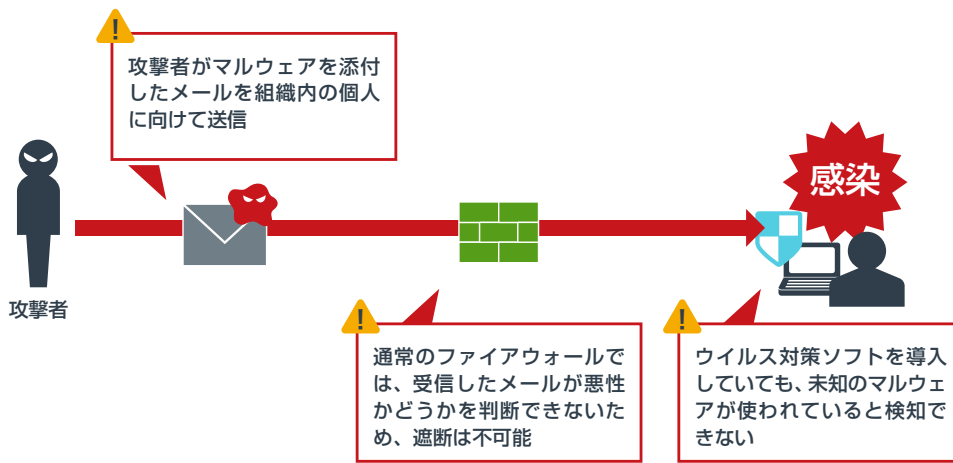 攻撃者がマルウェアを添付
したメールを組織内の個人
に向けて送信
感染
攻撃者
通常のファイアウォールで
は、受信したメールが悪性
かどうかを判断できないた
め、遮断は不可能
ウイルス対策ソフトを導入
していても、未知のマルウェ
アが使われていると検知で
きない